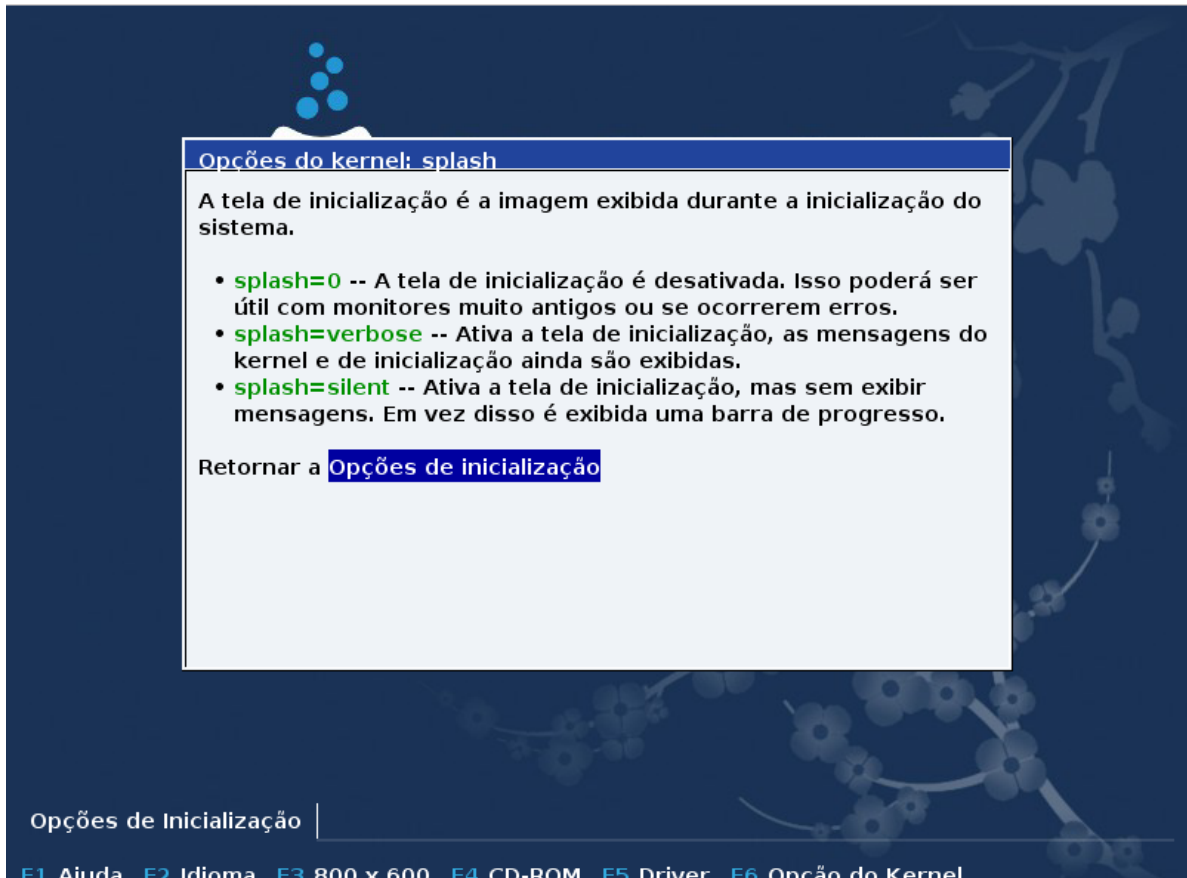 Opções do kernel: splash
A tela de inicialização é a imagem exibida durante a inicialização do
sistema.
• splash=0 -- A tela de inicialização é desativada. Isso poderá ser
útil com monitores muito antigos ou se ocorrerem erros.
• splash=verbose -- Ativa a tela de inicialização, as mensagens do
kernel e de inicialização ainda são exibidas.
• splash=silent -- Ativa a tela de inicialização, mas sem exibir
mensagens. Em vez disso é exibida uma barra de progresso.
Retornar a Opções de inicialização
Opções de Inicialização
F1 Ajuda F2 Idioma F3 800 x 600 F4 CD-ROM F5 Driver F6 Opção do Kernel